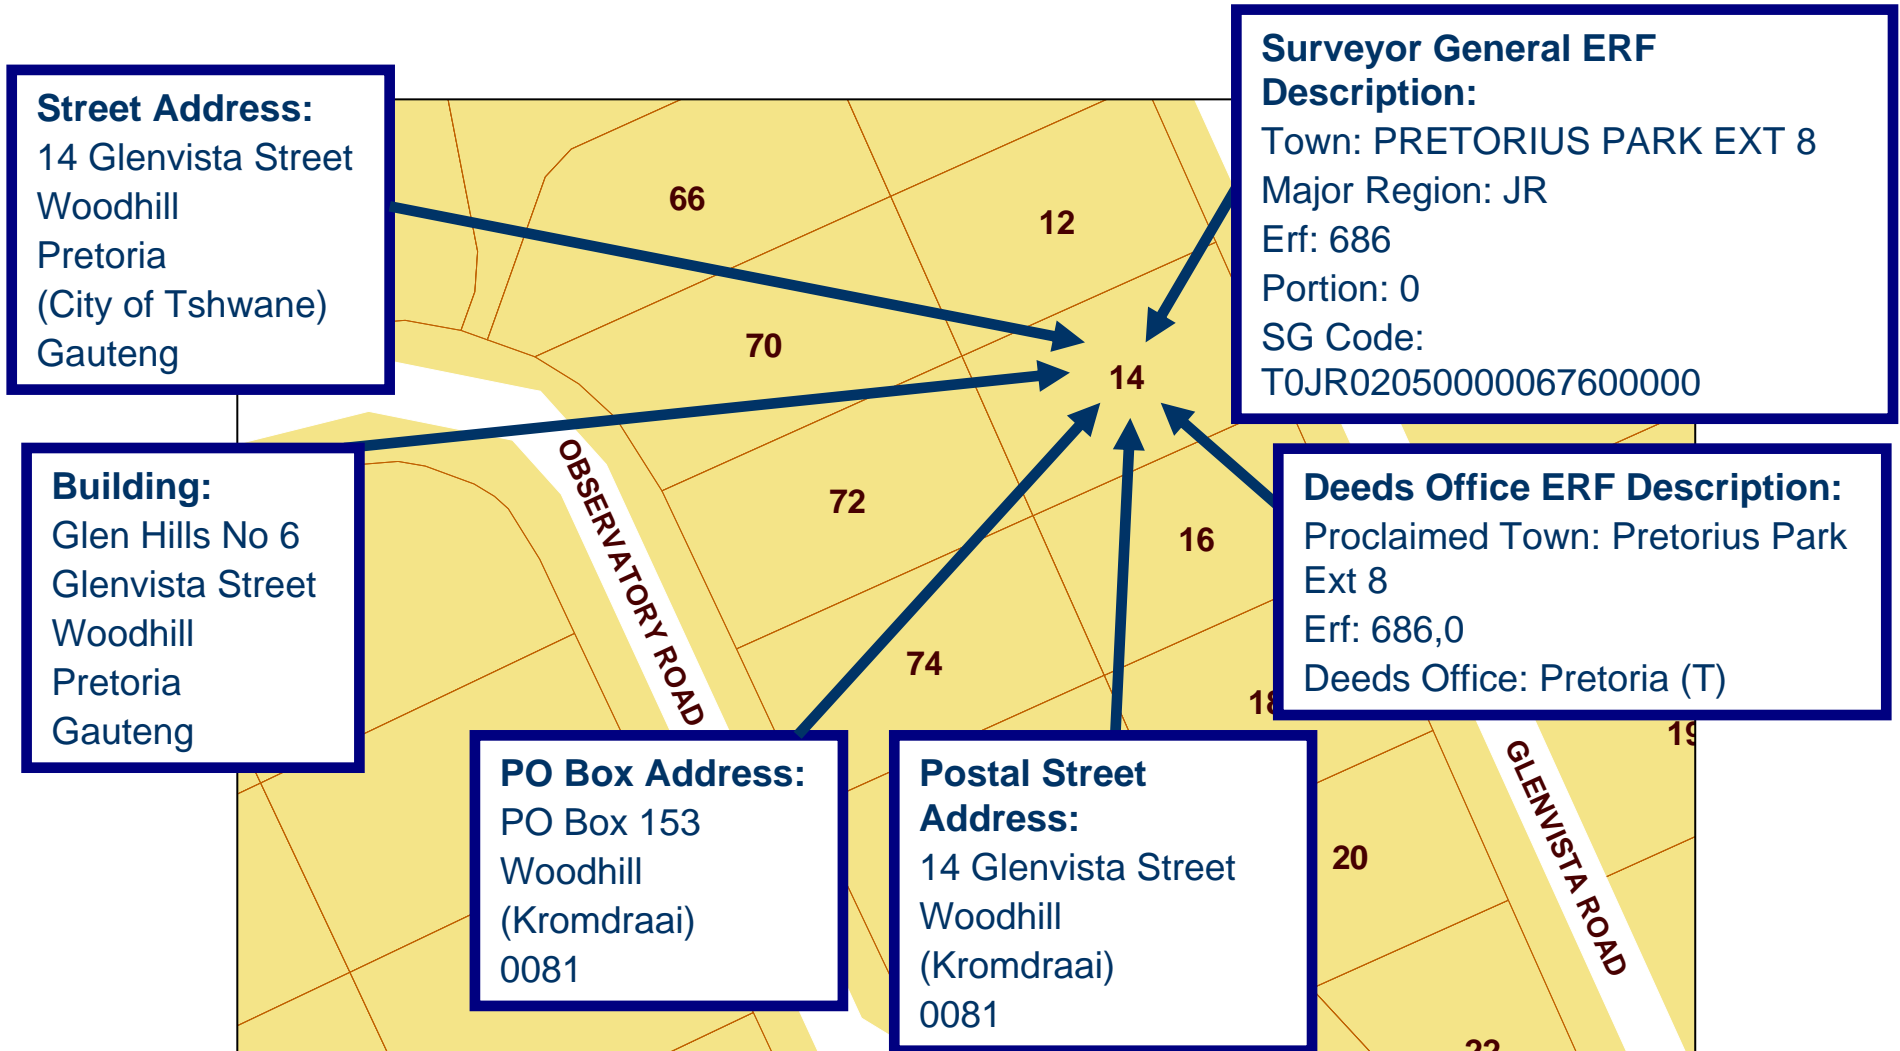 Street Address:
14 Glenvista Street
Woodhill
Pretoria
(City of Tshwane)
Gauteng
Surveyor General ERF
Description:
Town: PRETORIUS PARK EXT 8
Major Region: JR
Erf: 686
Portion: 0
SG Code:
T0JR02050000067600000
Building:
Glen Hills No 6
Glenvista Street
Woodhill
Pretoria
Gauteng
Deeds Office ERF Description:
Proclaimed Town: Pretorius Park
Ext 8
Erf: 686,0
Deeds Office: Pretoria (T)
PO Box Address:
PO Box 153
Woodhill
(Kromdraai)
0081
Postal Street
Address:
14 Glenvista Street
Woodhill
(Kromdraai)
0081
66
12
70
14
72
16
74
20
OBSERVATORY ROAD
GLENVISTA ROAD